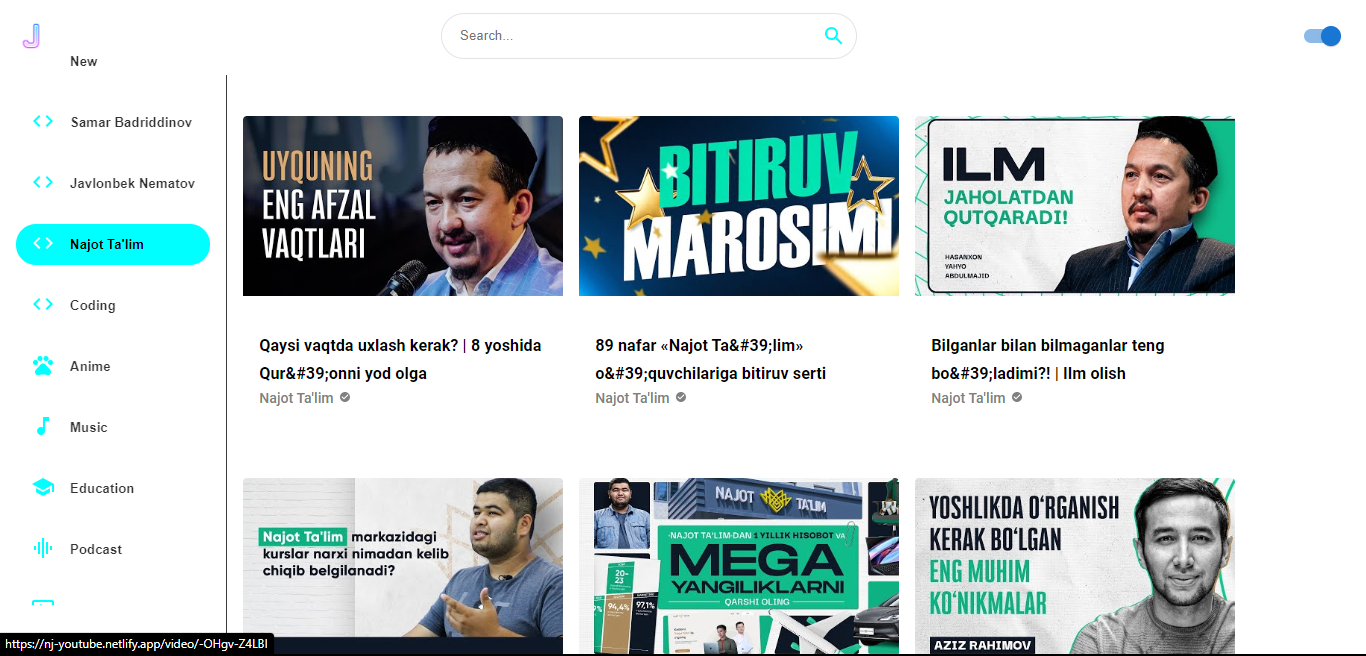 Search...
New
Samar Badriddinov
Javlonbek Nematov
Najot Ta'lim
Coding
Anime
Music
Education
Podcast
UYQUNING
ENG AFZAL
VAQTLARI
Qaysi vaqtda uxlash kerak? | 8 yoshida
Qur&#39;onni yod olga
Najot Ta'lim
BITIRUV
MAROSIMI
89 nafar «Najot Ta&#39;lim»
o&#39;quvchilariga bitiruv serti
Najot Ta'lim
ILM
JAHOLATDAN
QUTQARADI!
HASANXON
YAHYO
ABDULMAJID
Bilganlar bilan bilmaganlar teng
bo&#39;ladimi?! | Ilm olish
Najot Ta'lim
Najot Ta'lim markazidagi
kurslar narxi nimadan kelib
chiqib belgilanadi?
NAJOT TA'LIM
NAJOT TA'LIM-DAN 1 YILLIK HISOBOT VA
MEGA
YANGILIKLARNI
QARSHI OLING
20-
23
94,4% 97,1%
YOSHLIKDA O‘RGANISH
KERAK BO‘LGAN
ENG MUHIM
KO‘NIKMALAR
AZIZ RAHIMOV
https://nj-youtube.netlify.app/video/-OHgv-Z4LBI